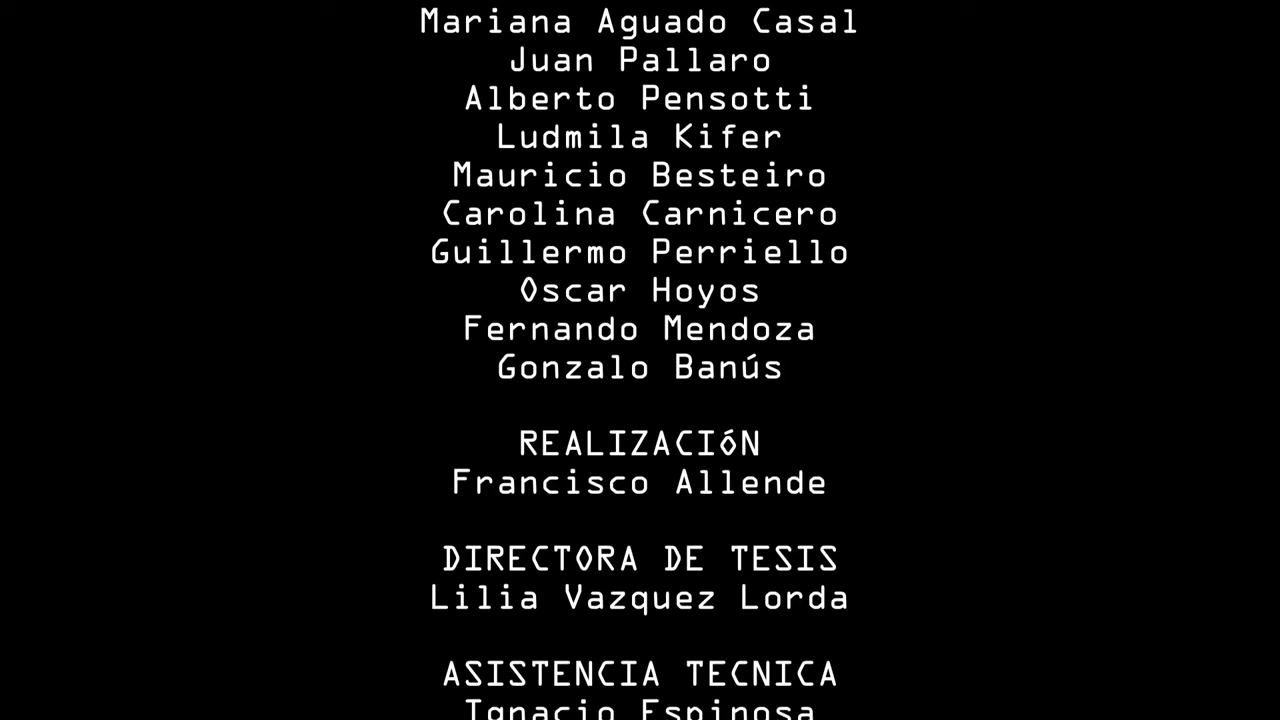 Mariana Aguado Casal
Juan Pallaro
Alberto Pensotti
Ludmila Kifer
Mauricio Besteiro
Carolina Carnicero
Guillermo Perriello
Oscar Hoyos
Fernando Mendoza
Gonzalo Banús
REALIZACIóN
Francisco Allende
DIRECTORA DE TESIS
Lilia Vazquez Lorda
ASISTENCIA TECNICA
Ignacio Espinosa